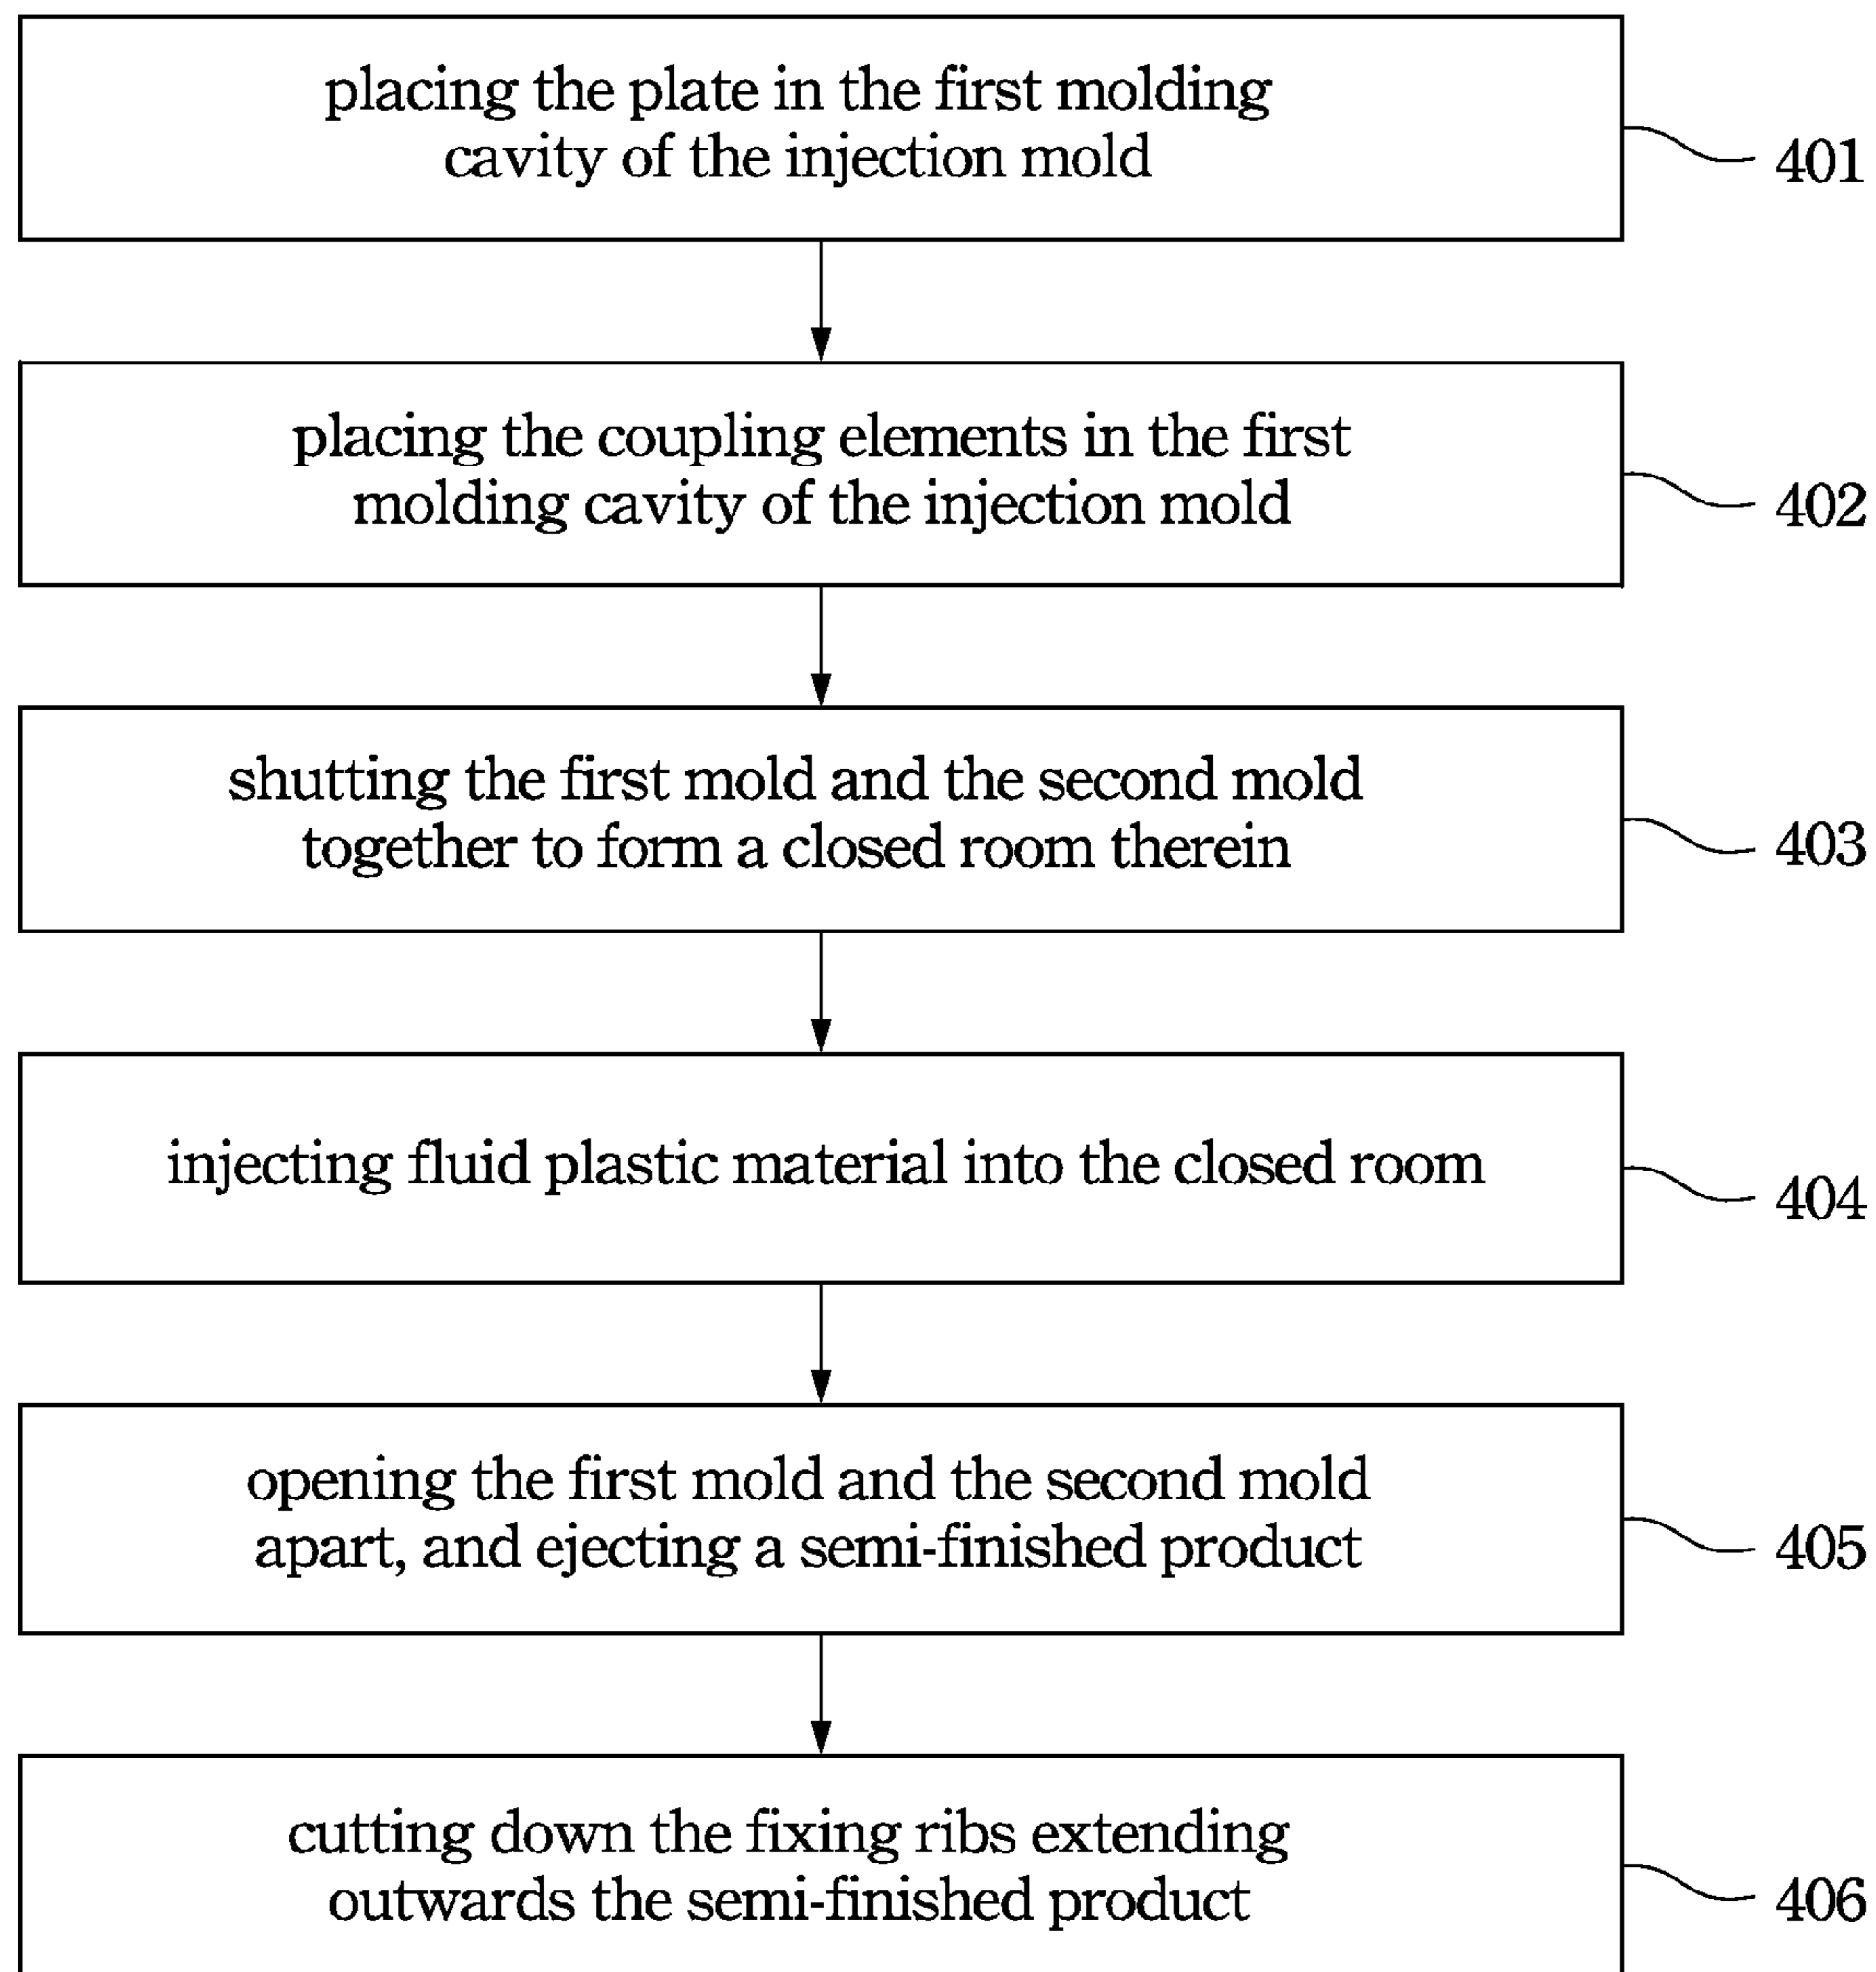 placing the plate in the first molding
cavity of the injection mold
401
placing the coupling elements in the first
molding cavity of the injection mold
402
shutting the first mold and the second mold
together to form a closed room therein
403
injecting fluid plastic material into the closed room
404
opening the first mold and the second mold
apart, and ejecting a semi-finished product
405
cutting down the fixing ribs extending
outwards the semi-finished product
406